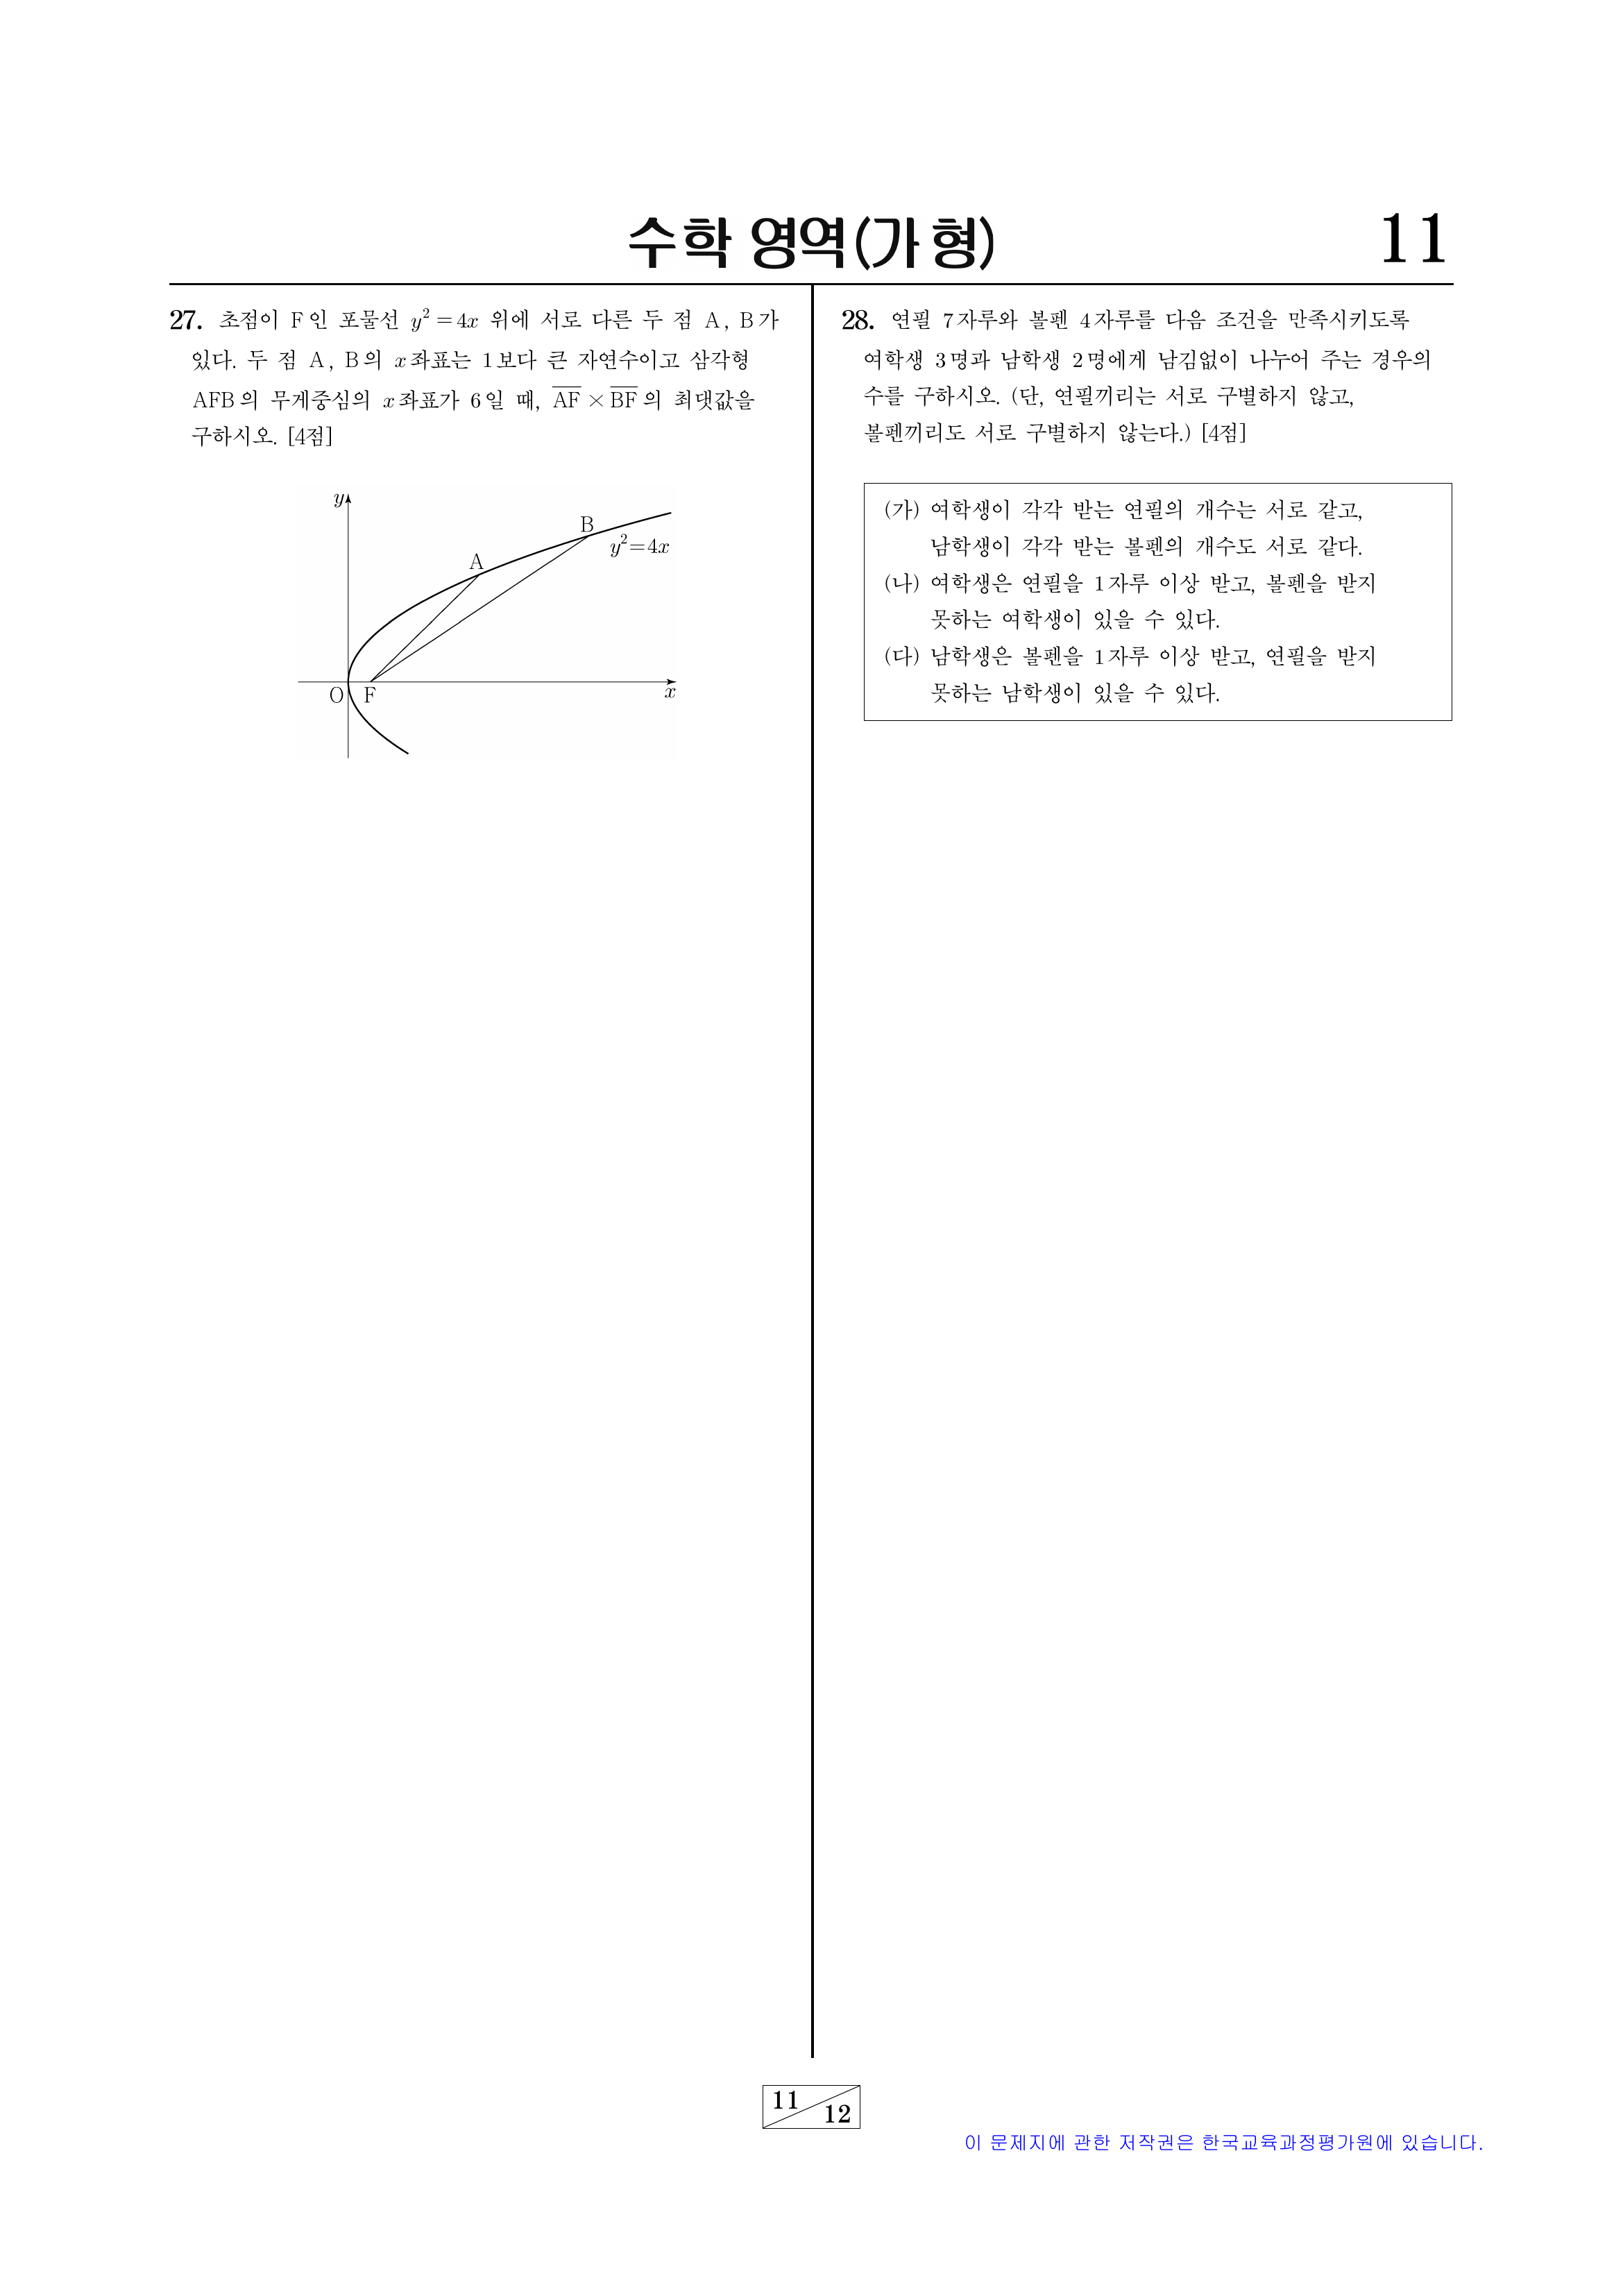 수학 영역(가 형)
11
27. 초점이 F인 포물선 y² = 4x 위에 서로 다른 두 점 A, B가
있다. 두 점 A, B의 x좌표는 1보다 큰 자연수이고 삼각형
AFB의 무게중심의 x좌표가 6일 때, A̅F̅ × B̅F̅의 최댓값을
구하시오. [4점]
y
B
y²=4x
A
O
F
x
28. 연필 7자루와 볼펜 4자루를 다음 조건을 만족시키도록
여학생 3명과 남학생 2명에게 남김없이 나누어 주는 경우의
수를 구하시오. (단, 연필끼리는 서로 구별하지 않고,
볼펜끼리도 서로 구별하지 않는다.) [4점]
(가) 여학생이 각각 받는 연필의 개수는 서로 같고,
남학생이 각각 받는 볼펜의 개수도 서로 같다.
(나) 여학생은 연필을 1자루 이상 받고, 볼펜을 받지
못하는 여학생이 있을 수 있다.
(다) 남학생은 볼펜을 1자루 이상 받고, 연필을 받지
못하는 남학생이 있을 수 있다.
11
12
이 문제지에 관한 저작권은 한국교육과정평가원에 있습니다.